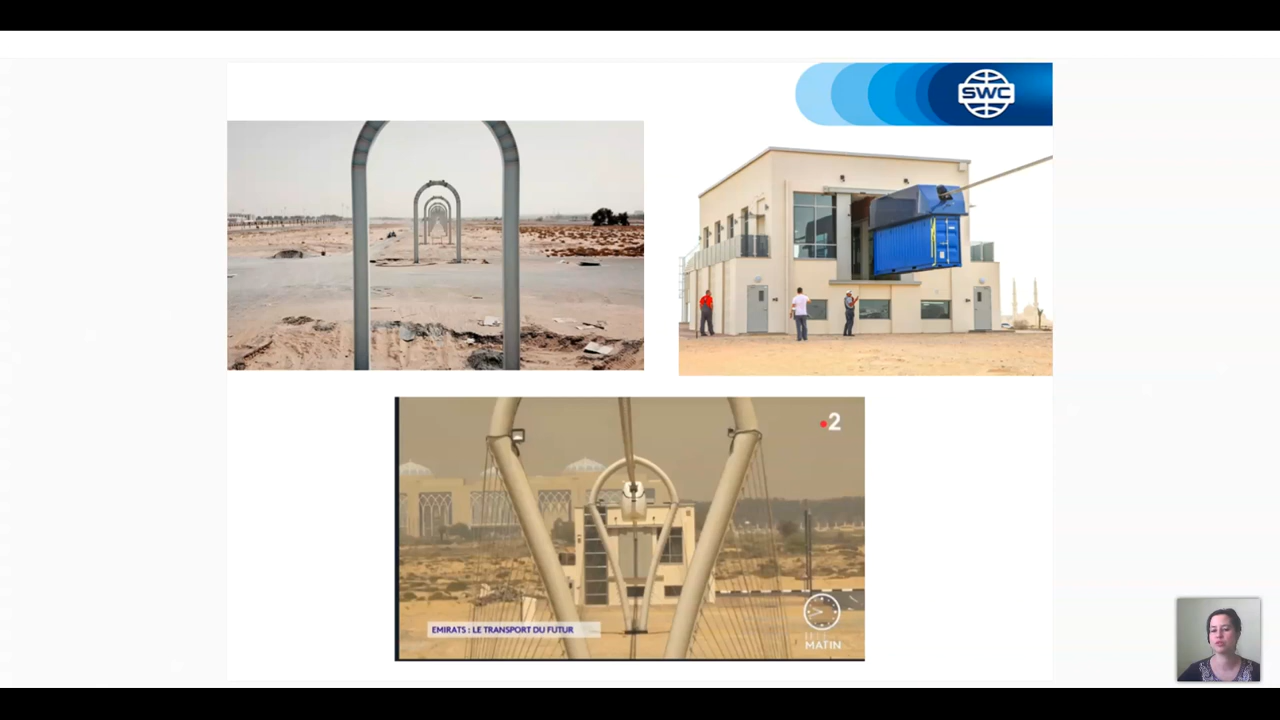 SWC
2
EMIRATS : LE TRANSPORT DU FUTUR
MATIN